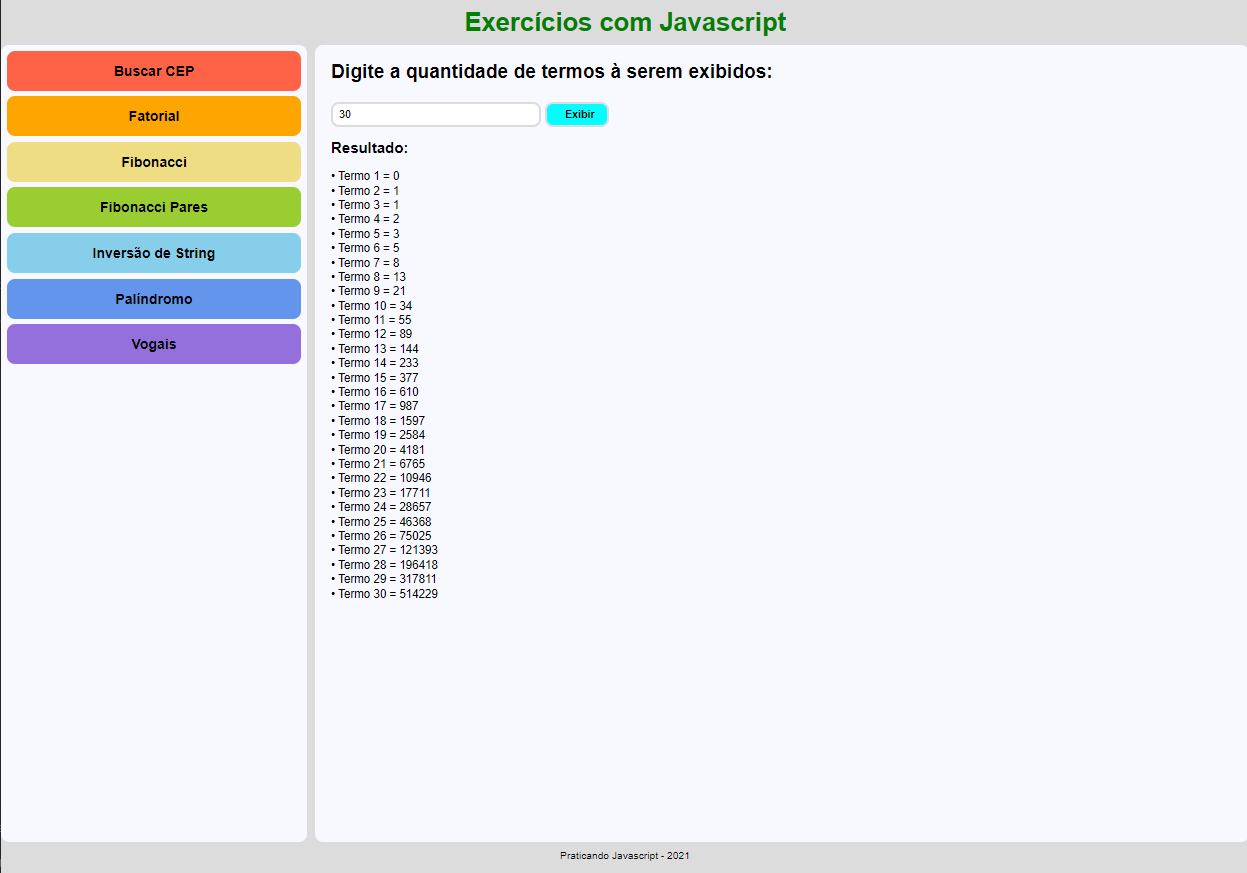 Exercícios com Javascript
Buscar CEP
Fatorial
Fibonacci
Fibonacci Pares
Inversão de String
Palíndromo
Vogais
Digite a quantidade de termos à serem exibidos:
30
Exibir
Resultado:
• Termo 1 = 0
• Termo 2 = 1
• Termo 3 = 1
• Termo 4 = 2
• Termo 5 = 3
• Termo 6 = 5
• Termo 7 = 8
• Termo 8 = 13
• Termo 9 = 21
• Termo 10 = 34
• Termo 11 = 55
• Termo 12 = 89
• Termo 13 = 144
• Termo 14 = 233
• Termo 15 = 377
• Termo 16 = 610
• Termo 17 = 987
• Termo 18 = 1597
• Termo 19 = 2584
• Termo 20 = 4181
• Termo 21 = 6765
• Termo 22 = 10946
• Termo 23 = 17711
• Termo 24 = 28657
• Termo 25 = 46368
• Termo 26 = 75025
• Termo 27 = 121393
• Termo 28 = 196418
• Termo 29 = 317811
• Termo 30 = 514229
Praticando Javascript - 2021